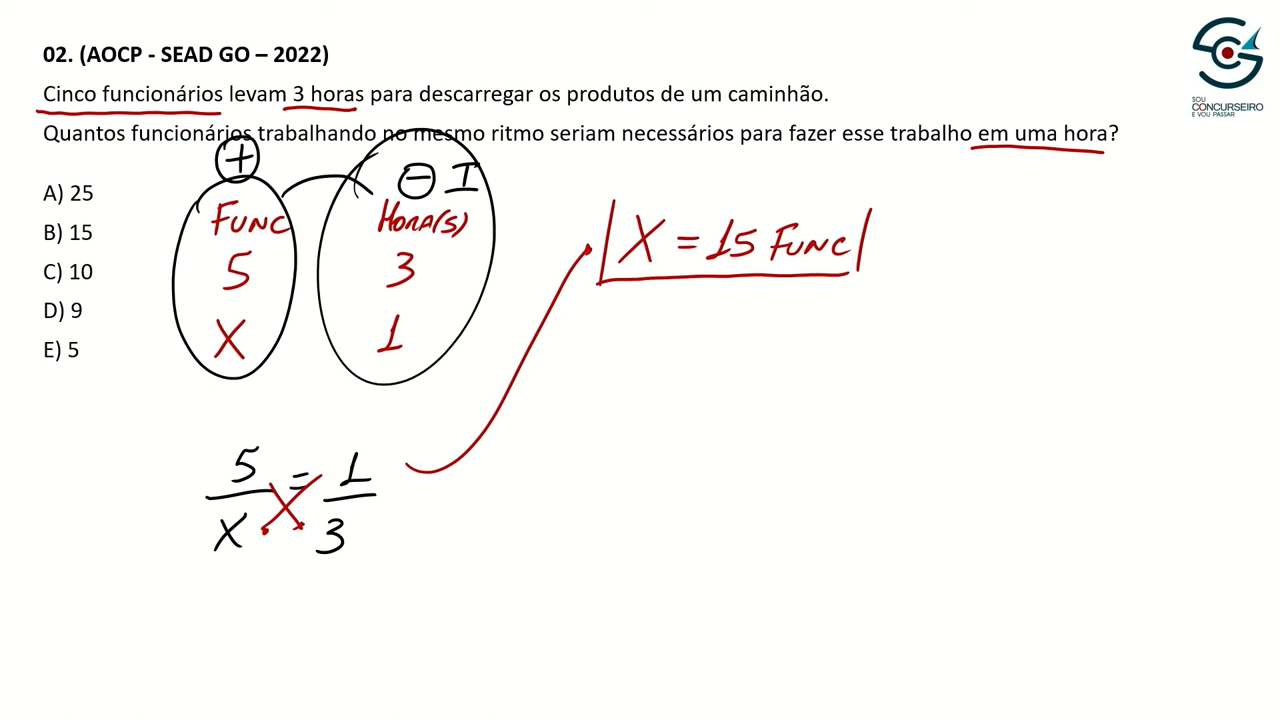 02. (AOCP - SEAD GO – 2022)
Cinco funcionários levam 3 horas para descarregar os produtos de um caminhão.
Quantos funcionários trabalhando no mesmo ritmo seriam necessários para fazer esse trabalho em uma hora?
SOU
CONCURSEIRO
E VOU PASSAR
A) 25
B) 15
C) 10
D) 9
E) 5
+
FUNC
5
X
- I
HORA(S)
3
1
5/X = 1/3
X = 15 FUNC